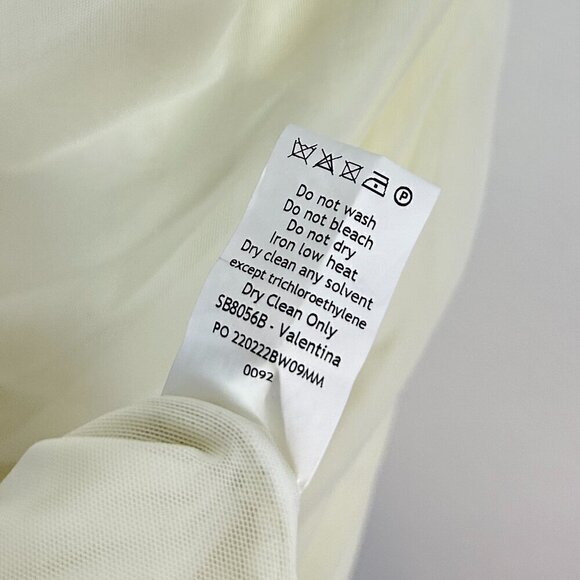 P
Do not wash
Do not bleach
Do not dry
Iron low heat
Dry clean any solvent
except trichloroethylene
Dry Clean Only
SB8056B - Valentina
PO 220222BW09MM
0092